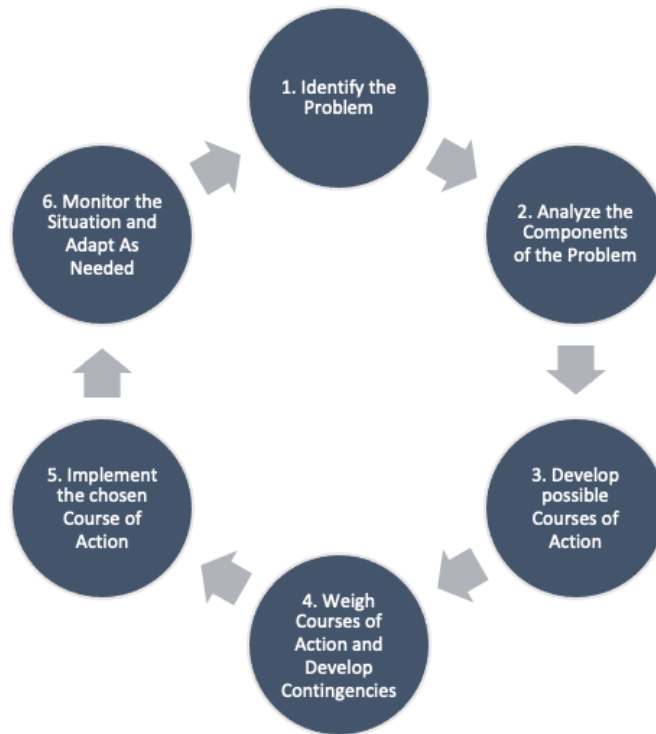 1. Identify the
Problem
2. Analyze the
Components
of the Problem
3. Develop
possible
Courses of
Action
4. Weigh
Courses of
Action and
Develop
Contingencies
5. Implement
the chosen
Course of
Action
6. Monitor the
Situation and
Adapt As
Needed